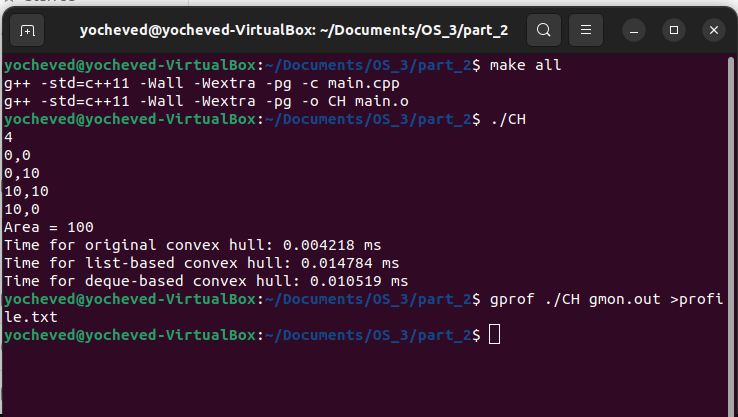 yocheved@yocheved-VirtualBox: ~/Documents/OS_3/part_2
yocheved@yocheved-VirtualBox:~/Documents/OS_3/part_2$ make all
g++ -std=c++11 -Wall -Wextra -pg -c main.cpp
g++ -std=c++11 -Wall -Wextra -pg -o CH main.o
yocheved@yocheved-VirtualBox:~/Documents/OS_3/part_2$ ./CH
4
0,0
0,10
10,10
10,0
Area = 100
Time for original convex hull: 0.004218 ms
Time for list-based convex hull: 0.014784 ms
Time for deque-based convex hull: 0.010519 ms
yocheved@yocheved-VirtualBox:~/Documents/OS_3/part_2$ gprof ./CH gmon.out >profi
le.txt
yocheved@yocheved-VirtualBox:~/Documents/OS_3/part_2$